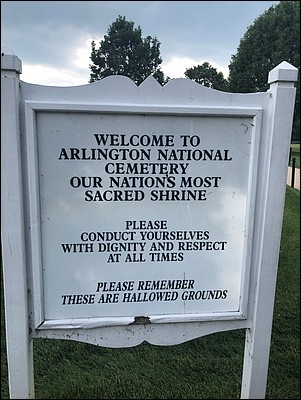 WELCOME TO
ARLINGTON NATIONAL
CEMETERY
OUR NATION'S MOST
SACRED SHRINE
PLEASE
CONDUCT YOURSELVES
WITH DIGNITY AND RESPECT
AT ALL TIMES
PLEASE REMEMBER
THESE ARE HALLOWED GROUNDS